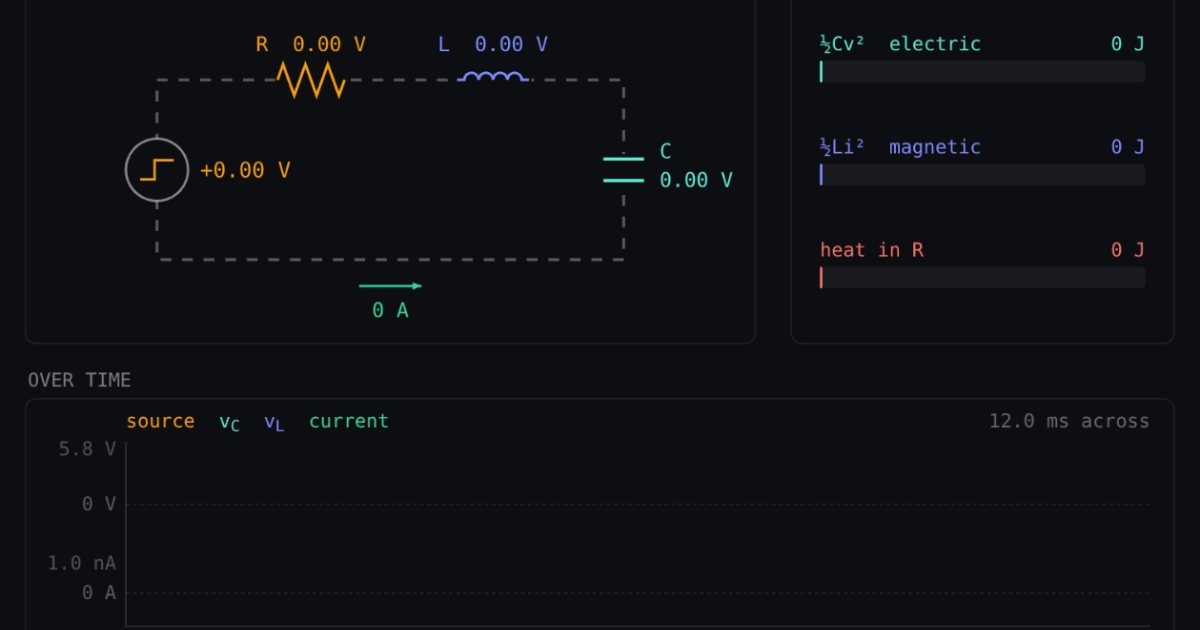 R 0.00 V L 0.00 V
+0.00 V
C
0.00 V
0 A
½Cv² electric 0 J
½Li² magnetic 0 J
heat in R 0 J
OVER TIME
source vC vL current 12.0 ms across
5.8 V
0 V
1.0 nA
0 A